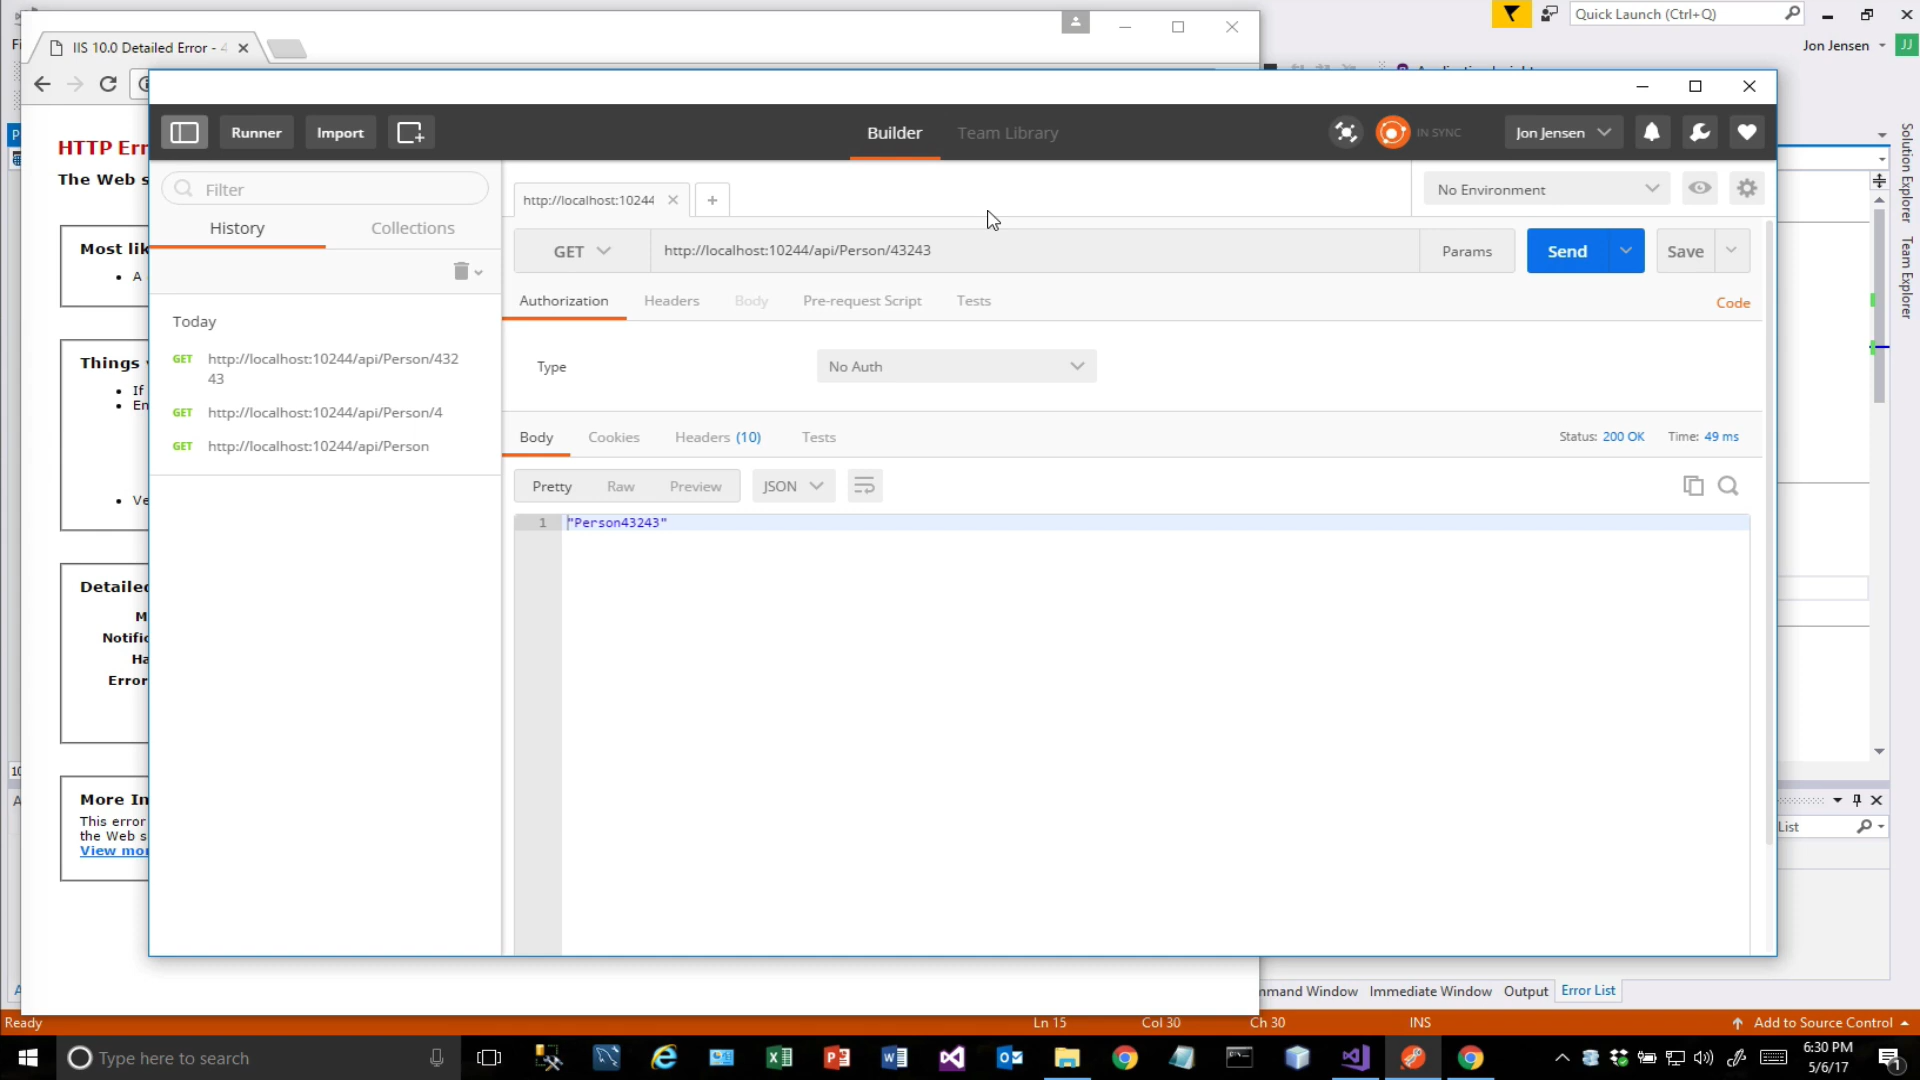 Quick Launch (Ctrl+Q)
IIS 10.0 Detailed Error - 4
Jon Jensen
JJ
HTTP Err
The Web s
Runner
Import
Builder
Team Library
IN SYNC
Jon Jensen
Filter
History
Collections
http://localhost:10244
No Environment
GET
http://localhost:10244/api/Person/43243
Params
Send
Save
Authorization
Headers
Body
Pre-request Script
Tests
Code
Today
GET http://localhost:10244/api/Person/432
43
GET http://localhost:10244/api/Person/4
GET http://localhost:10244/api/Person
Type
No Auth
Body
Cookies
Headers (10)
Tests
Status: 200 OK
Time: 49 ms
Pretty
Raw
Preview
JSON
1
"Person43243"
Most lik
A
Things
If
En
Ve
Detailed
Notific
Ha
Error
More In
This error
the Web s
View mor
Solution Explorer
Team Explorer
List
mmand Window
Immediate Window
Output
Error List
Ready
Ln 15
Col 30
Ch 30
INS
Add to Source Control
Type here to search
6:30 PM
5/6/17
1